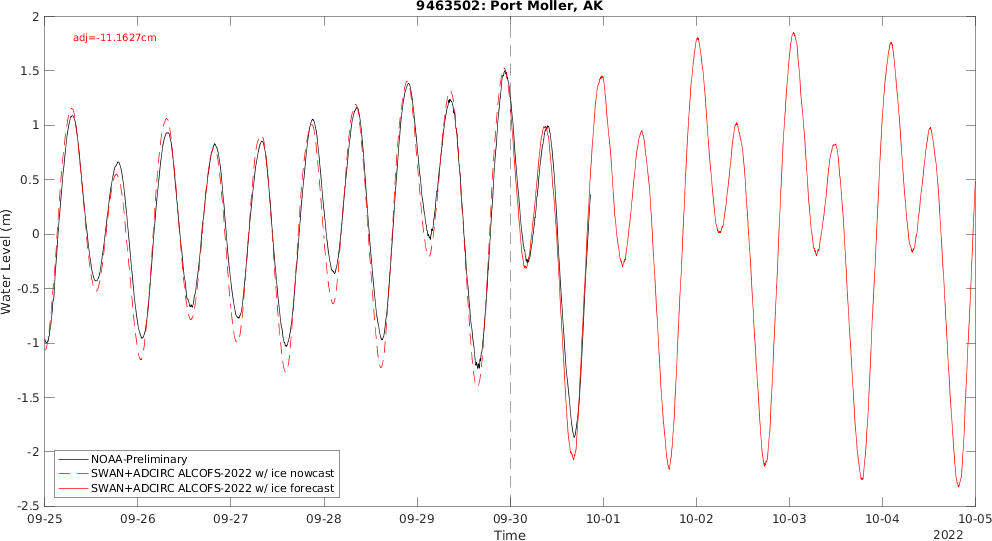 9463502: Port Moller, AK
adj=-11.1627cm
2
1.5
1
0.5
0
-0.5
-1
-1.5
-2
-2.5
Water Level (m)
NOAA-Preliminary
SWAN+ADCIRC ALCOFS-2022 w/ ice nowcast
SWAN+ADCIRC ALCOFS-2022 w/ ice forecast
09-25 09-26 09-27 09-28 09-29 09-30 10-01 10-02 10-03 10-04 10-05
Time
2022